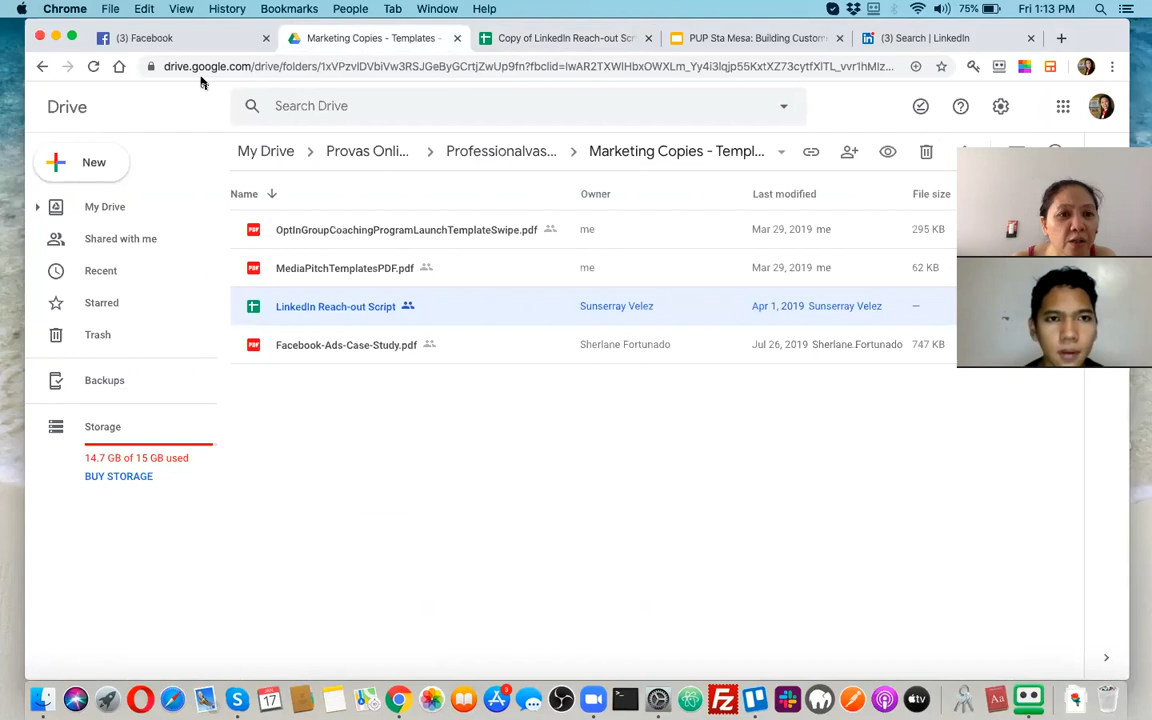 Chrome File Edit View History Bookmarks People Tab Window Help 75% Fri 1:13 PM
(3) Facebook Marketing Copies - Templates - Copy of LinkedIn Reach-out Scr PUP Sta Mesa: Building Custom (3) Search | LinkedIn
drive.google.com/drive/folders/
Drive Search Drive
New My Drive Provas Onli... Professionalvas... Marketing Copies - Templ...
Name Owner Last modified File size
My Drive
OptInGroupCoachingProgramLaunchTemplateSwipe.pdf me Mar 29, 2019 me 295 KB
Shared with me
MediaPitchTemplatesPDF.pdf me Mar 29, 2019 me 62 KB
Recent
Starred
LinkedIn Reach-out Script Sunserray Velez Apr 1, 2019 Sunserray Velez —
Trash
Facebook-Ads-Case-Study.pdf Sherlane Fortunado Jul 26, 2019 Sherlane Fortunado 747 KB
Backups
Storage
14.7 GB of 15 GB used
BUY STORAGE